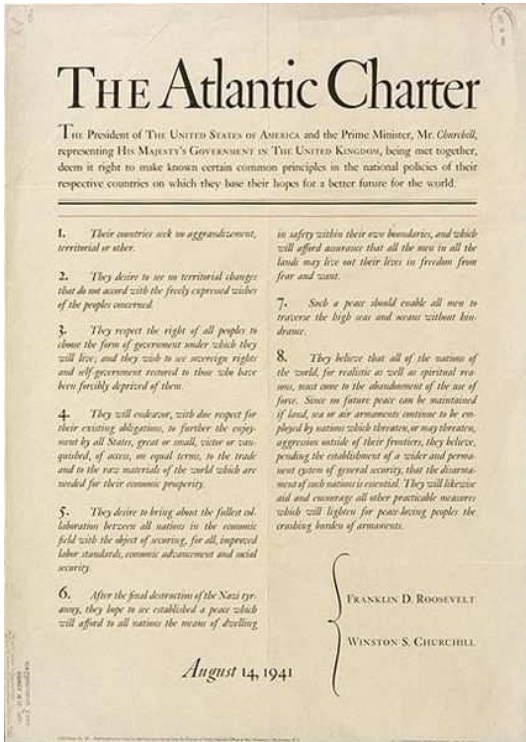 THE Atlantic Charter
THE President of THE UNITED STATES OF AMERICA and the Prime Minister, Mr. Churchill,
representing HIS MAJESTY'S GOVERNMENT IN THE UNITED KINGDOM, being met together,
deem it right to make known certain common principles in the national policies of their
respective countries on which they base their hopes for a better future for the world.
1. Their countries seek no aggrandizement,
territorial or other.
2. They desire to see no territorial changes
that do not accord with the freely expressed wishes
of the peoples concerned.
3. They respect the right of all peoples to
choose the form of government under which they
will live; and they wish to see sovereign rights
and self-government restored to those who have
been forcibly deprived of them.
4. They will endeavor, with due respect for
their existing obligations, to further the enjoy-
ment by all States, great or small, victor or van-
quished, of access, on equal terms, to the trade
and to the raw materials of the world which are
needed for their economic prosperity.
5. They desire to bring about the fullest col-
laboration between all nations in the economic
field with the object of securing, for all, improved
labor standards, economic advancement and social
security.
6. After the final destruction of the Nazi tyr-
anny, they hope to see established a peace which
will afford to all nations the means of dwelling
in safety within their own boundaries, and which
will afford assurance that all the men in all the
lands may live out their lives in freedom from
fear and want.
7. Such a peace should enable all men to
traverse the high seas and oceans without hin-
drance.
8. They believe that all of the nations of
the world, for realistic as well as spiritual rea-
sons, must come to the abandonment of the use of
force. Since no future peace can be maintained
if land, sea or air armaments continue to be em-
ployed by nations which threaten, or may threaten,
aggression outside of their frontiers, they believe,
pending the establishment of a wider and perma-
nent system of general security, that the disarma-
ment of such nations is essential. They will likewise
aid and encourage all other practicable measures
which will lighten for peace-loving peoples the
crushing burden of armaments.
FRANKLIN D. ROOSEVELT
WINSTON S. CHURCHILL
August 14, 1941